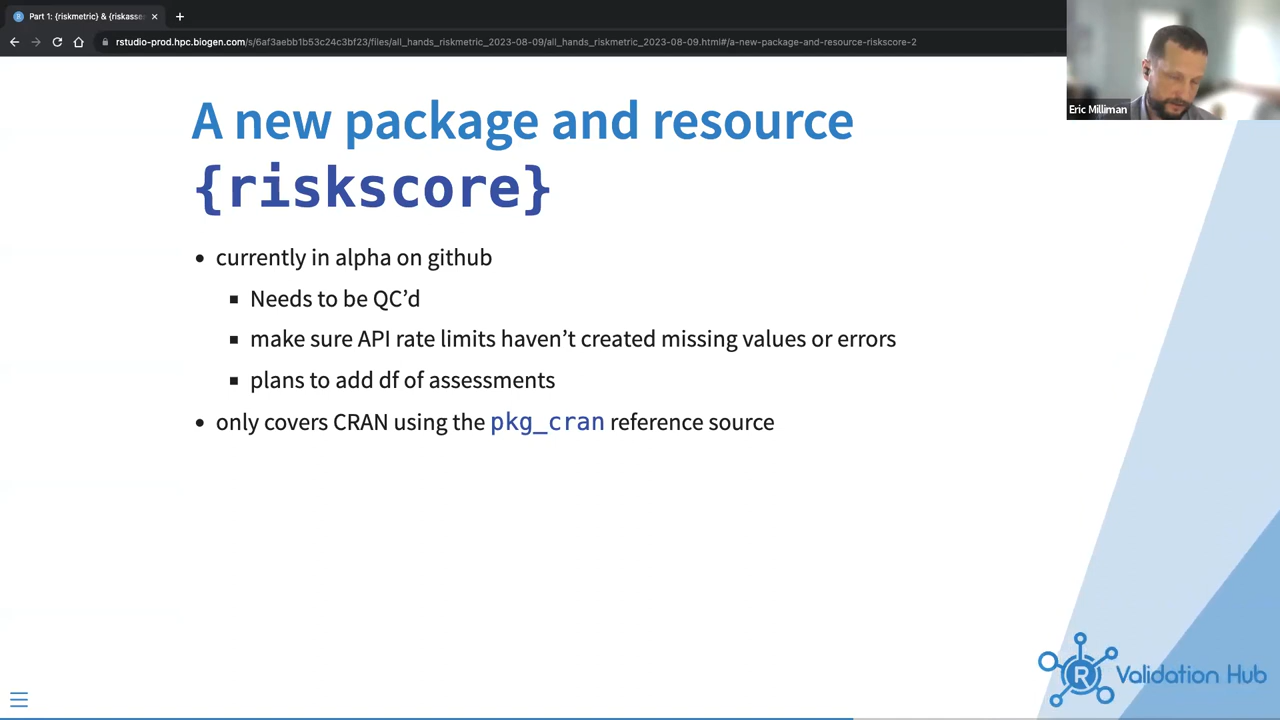 Part 1: {riskmetric} & {riskasse
rstudio-prod.hpc.biogen.com/s/6af3aebb1b53c24c3bf23/files/all_hands_riskmetric_2023-08-09/all_hands_riskmetric_2023-08-09.html#/a-new-package-and-resource-riskscore-2
Eric Milliman
A new package and resource
{riskscore}
• currently in alpha on github
▪ Needs to be QC’d
▪ make sure API rate limits haven’t created missing values or errors
▪ plans to add df of assessments
• only covers CRAN using the pkg_cran reference source
R Validation Hub